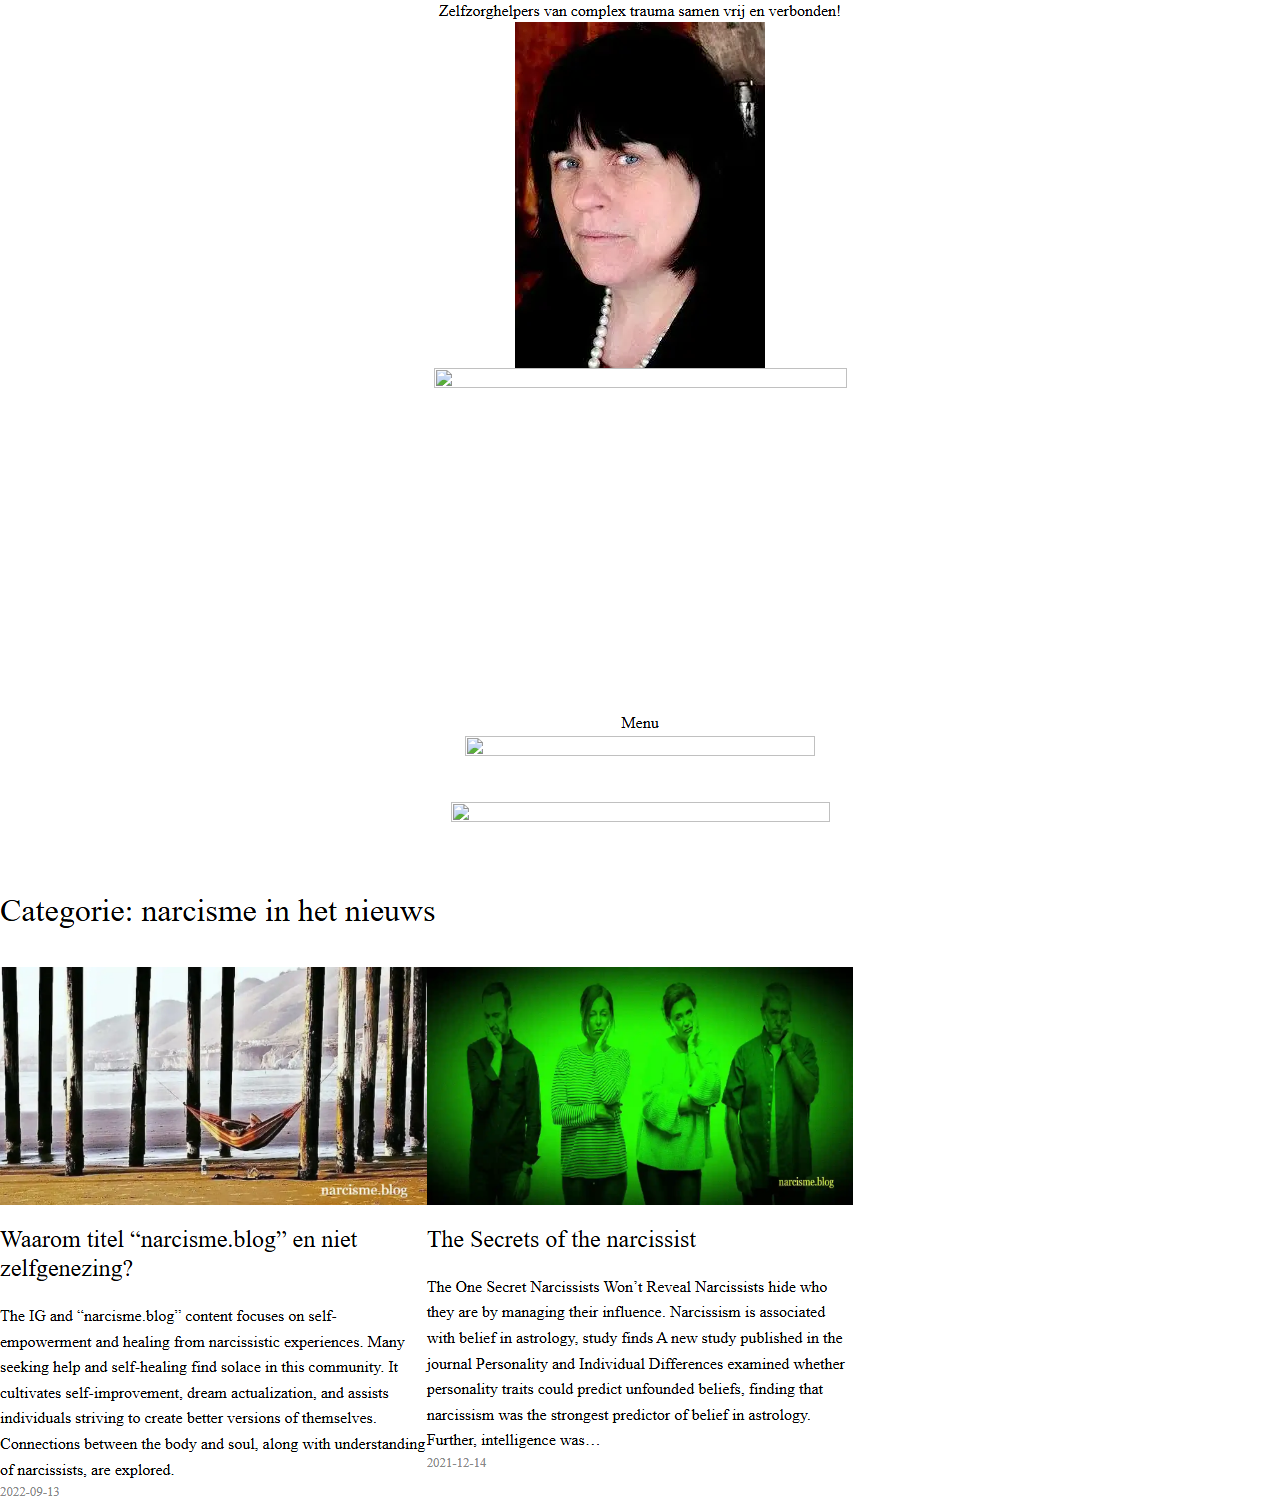 Zelfzorghelpers van complex trauma samen vrij en verbonden!
Menu
Categorie: narcisme in het nieuws
narcisme.blog
narcisme.blog
Waarom titel “narcisme.blog” en niet
zelfgenezing?
The IG and “narcisme.blog” content focuses on self-
empowerment and healing from narcissistic experiences. Many
seeking help and self-healing find solace in this community. It
cultivates self-improvement, dream actualization, and assists
individuals striving to create better versions of themselves.
Connections between the body and soul, along with understanding
of narcissists, are explored.
2022-09-13
The Secrets of the narcissist
The One Secret Narcissists Won’t Reveal Narcissists hide who
they are by managing their influence. Narcissism is associated
with belief in astrology, study finds A new study published in the
journal Personality and Individual Differences examined whether
personality traits could predict unfounded beliefs, finding that
narcissism was the strongest predictor of belief in astrology.
Further, intelligence was…
2021-12-14